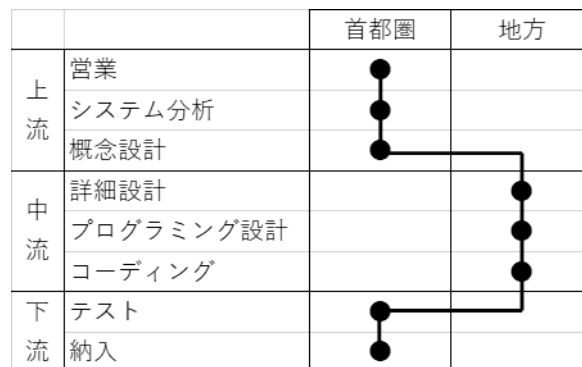 首都圏 地方
上流
営業
システム分析
概念設計
中流
詳細設計
プログラミング設計
コーディング
下流
テスト
納入